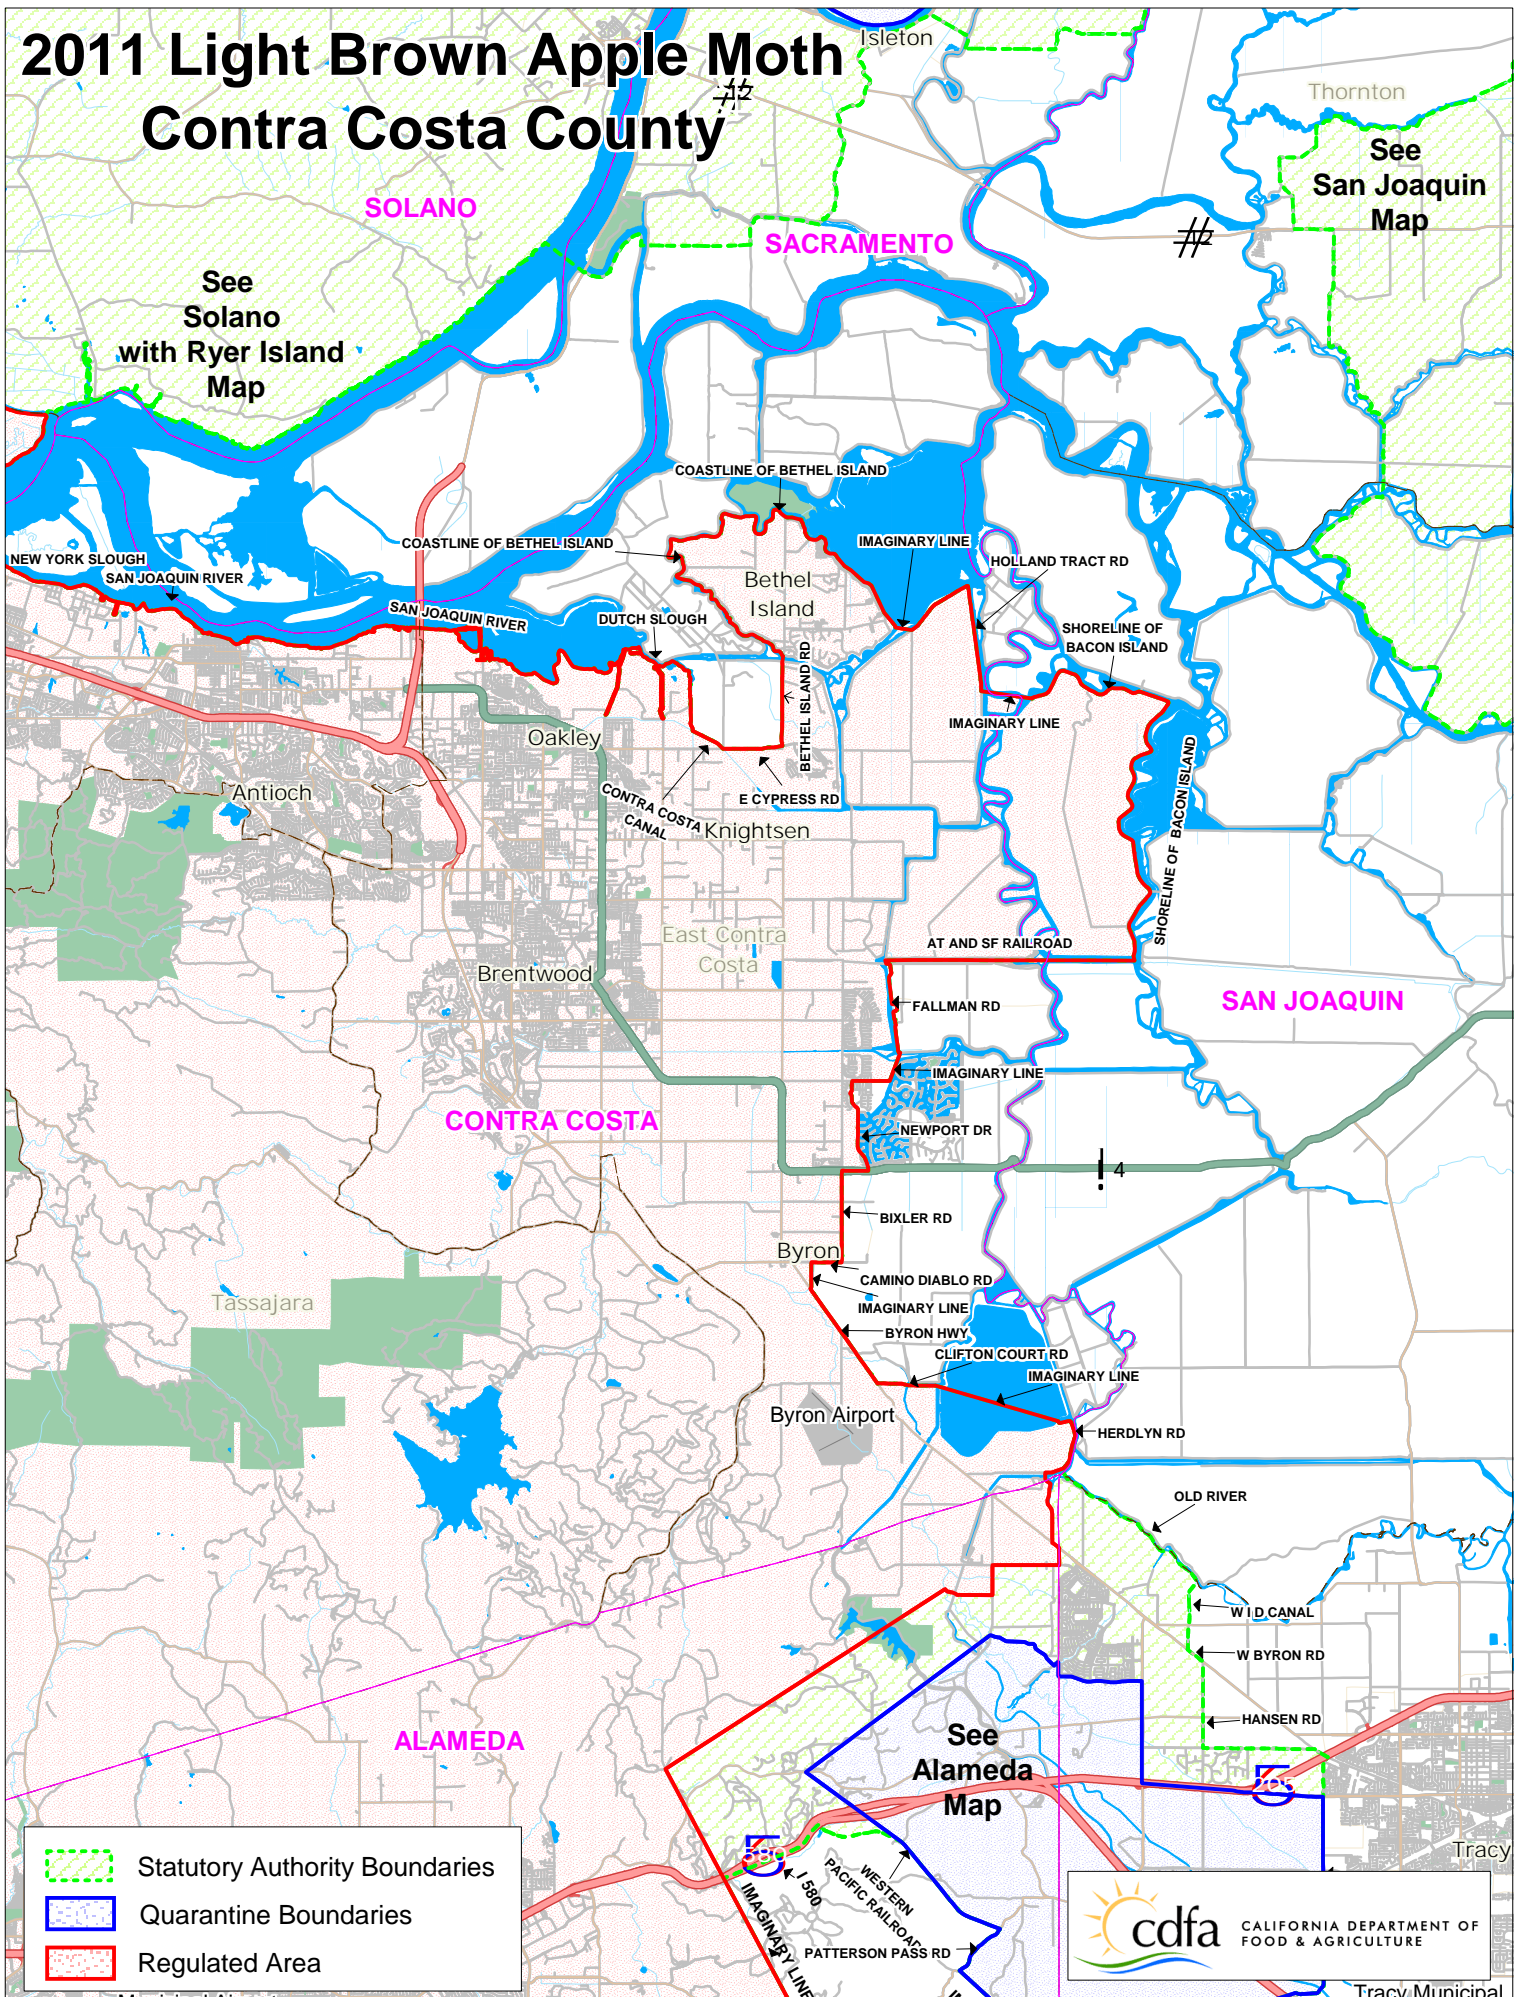 2011 Light Brown Apple Moth
Contra Costa County
Isleton
Thornton
12
See
San Joaquin
Map
SOLANO
SACRAMENTO
12
See
Solano
with Ryer Island
Map
COASTLINE OF BETHEL ISLAND
COASTLINE OF BETHEL ISLAND
IMAGINARY LINE
HOLLAND TRACT RD
NEW YORK SLOUGH
SAN JOAQUIN RIVER
Bethel
Island
SAN JOAQUIN RIVER
DUTCH SLOUGH
SHORELINE OF
BACON ISLAND
BETHEL ISLAND RD
IMAGINARY LINE
Oakley
SHORELINE OF BACON ISLAND
Antioch
CONTRA COSTA
CANAL
E CYPRESS RD
Knightsen
East Contra
Costa
AT AND SF RAILROAD
Brentwood
FALLMAN RD
SAN JOAQUIN
IMAGINARY LINE
CONTRA COSTA
NEWPORT DR
4
BIXLER RD
Byron
CAMINO DIABLO RD
IMAGINARY LINE
Tassajara
BYRON HWY
CLIFTON COURT RD
IMAGINARY LINE
Byron Airport
HERDLYN RD
OLD RIVER
W I D CANAL
W BYRON RD
HANSEN RD
ALAMEDA
See
Alameda
Map
205
580
I 580
WESTERN
PACIFIC RAILROAD
IMAGINARY LINE
PATTERSON PASS RD
Tracy
Statutory Authority Boundaries
Quarantine Boundaries
Regulated Area
cdfa
CALIFORNIA DEPARTMENT OF
FOOD & AGRICULTURE
Tracy Municipal